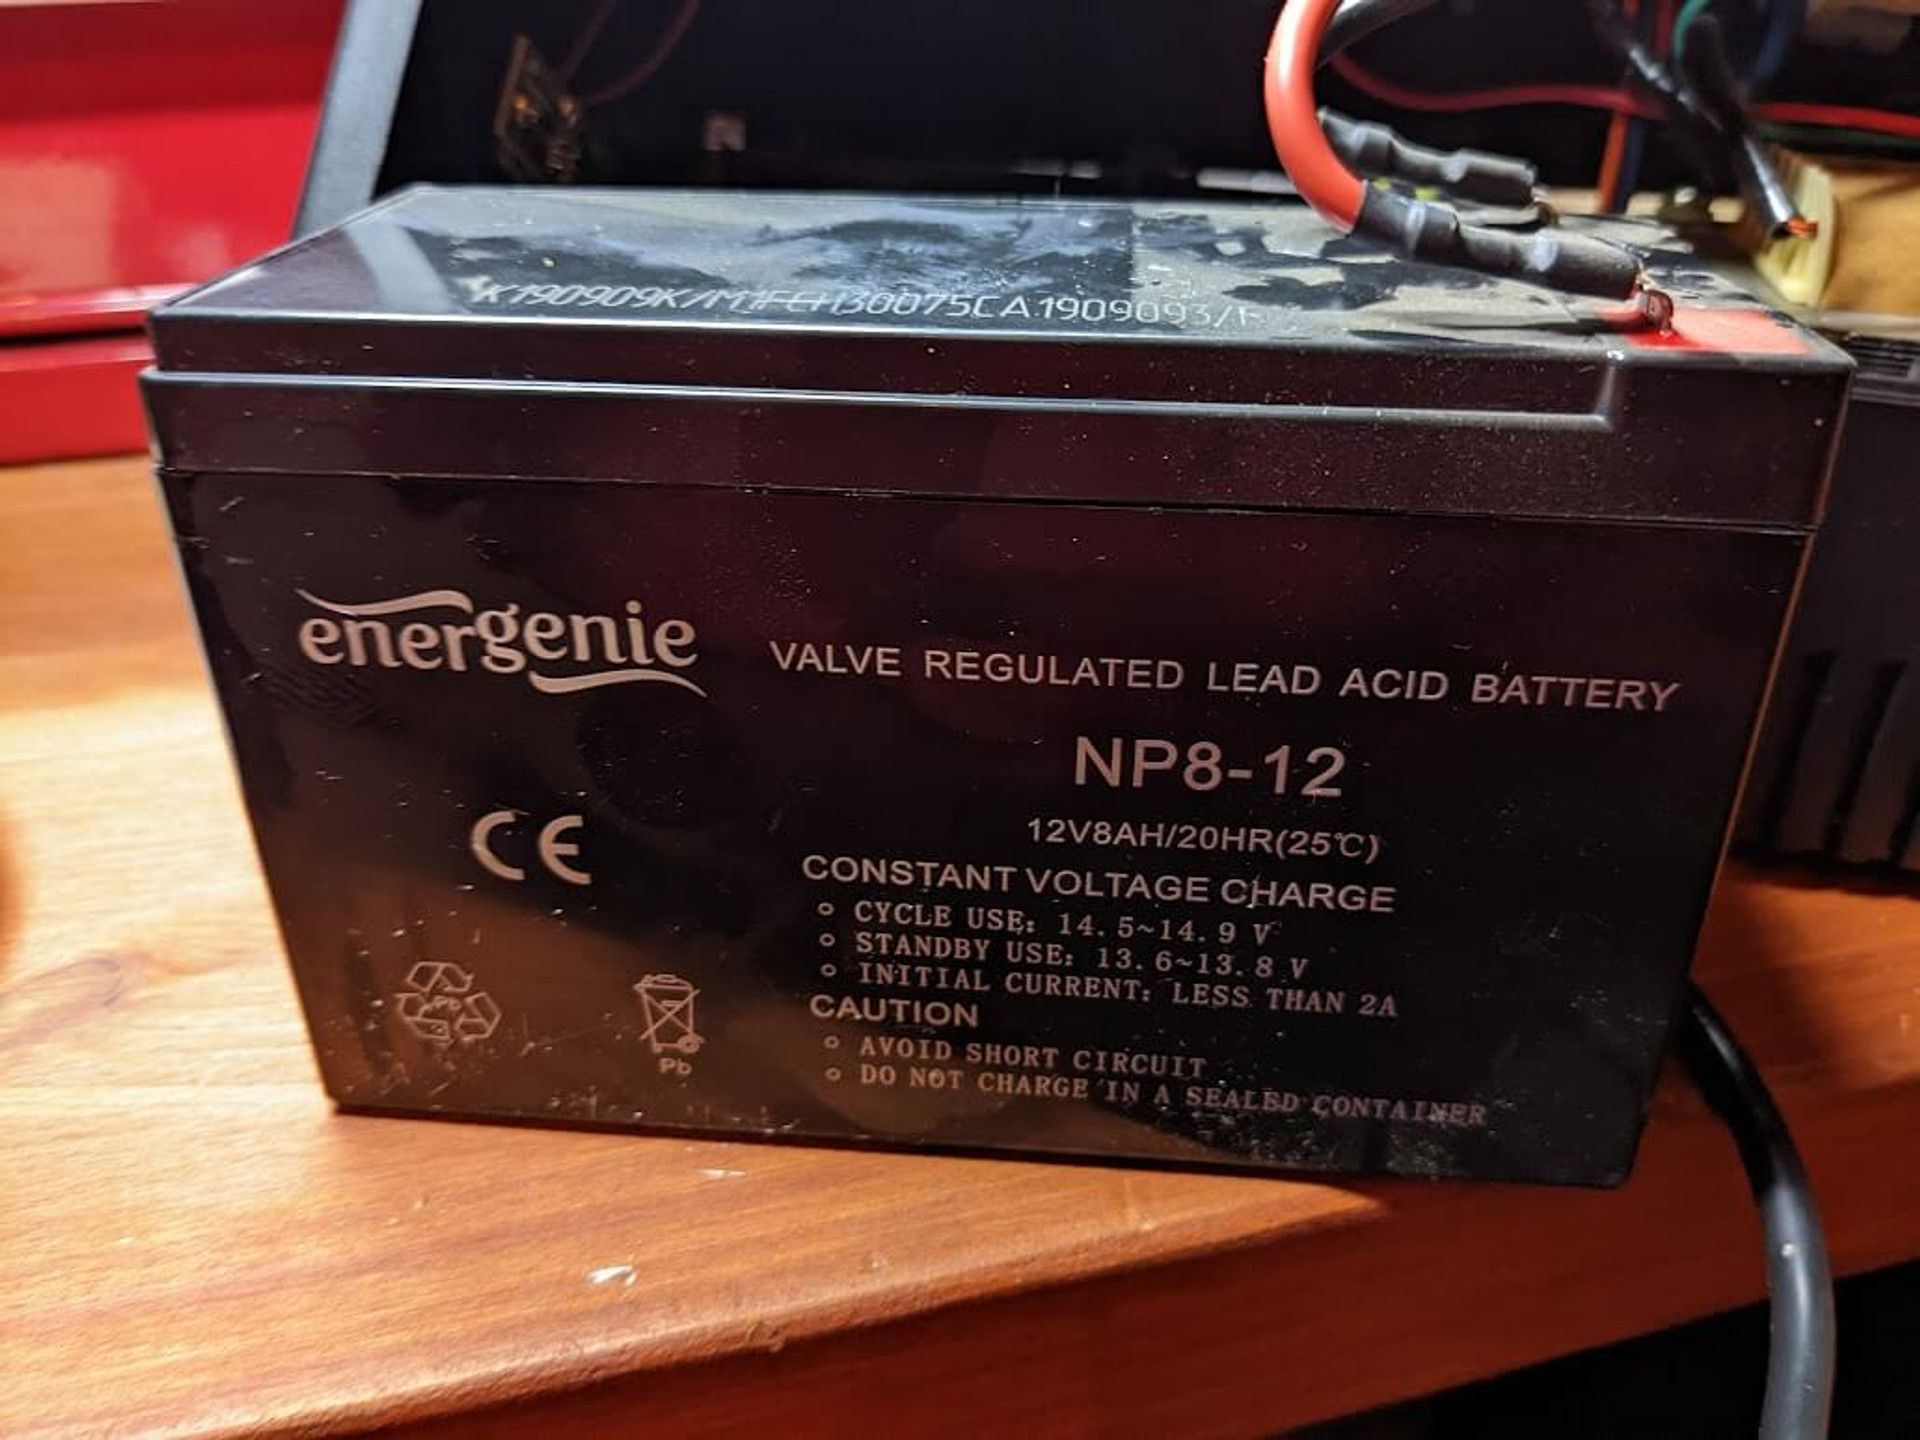 energenie
VALVE REGULATED LEAD ACID BATTERY
NP8-12
12V8AH/20HR(25℃)
CE
CONSTANT VOLTAGE CHARGE
○ CYCLE USE: 14.5~14.9 V
○ STANDBY USE: 13.6~13.8 V
○ INITIAL CURRENT: LESS THAN 2A
CAUTION
○ AVOID SHORT CIRCUIT
○ DO NOT CHARGE IN A SEALED CONTAINER
Pb
Pb